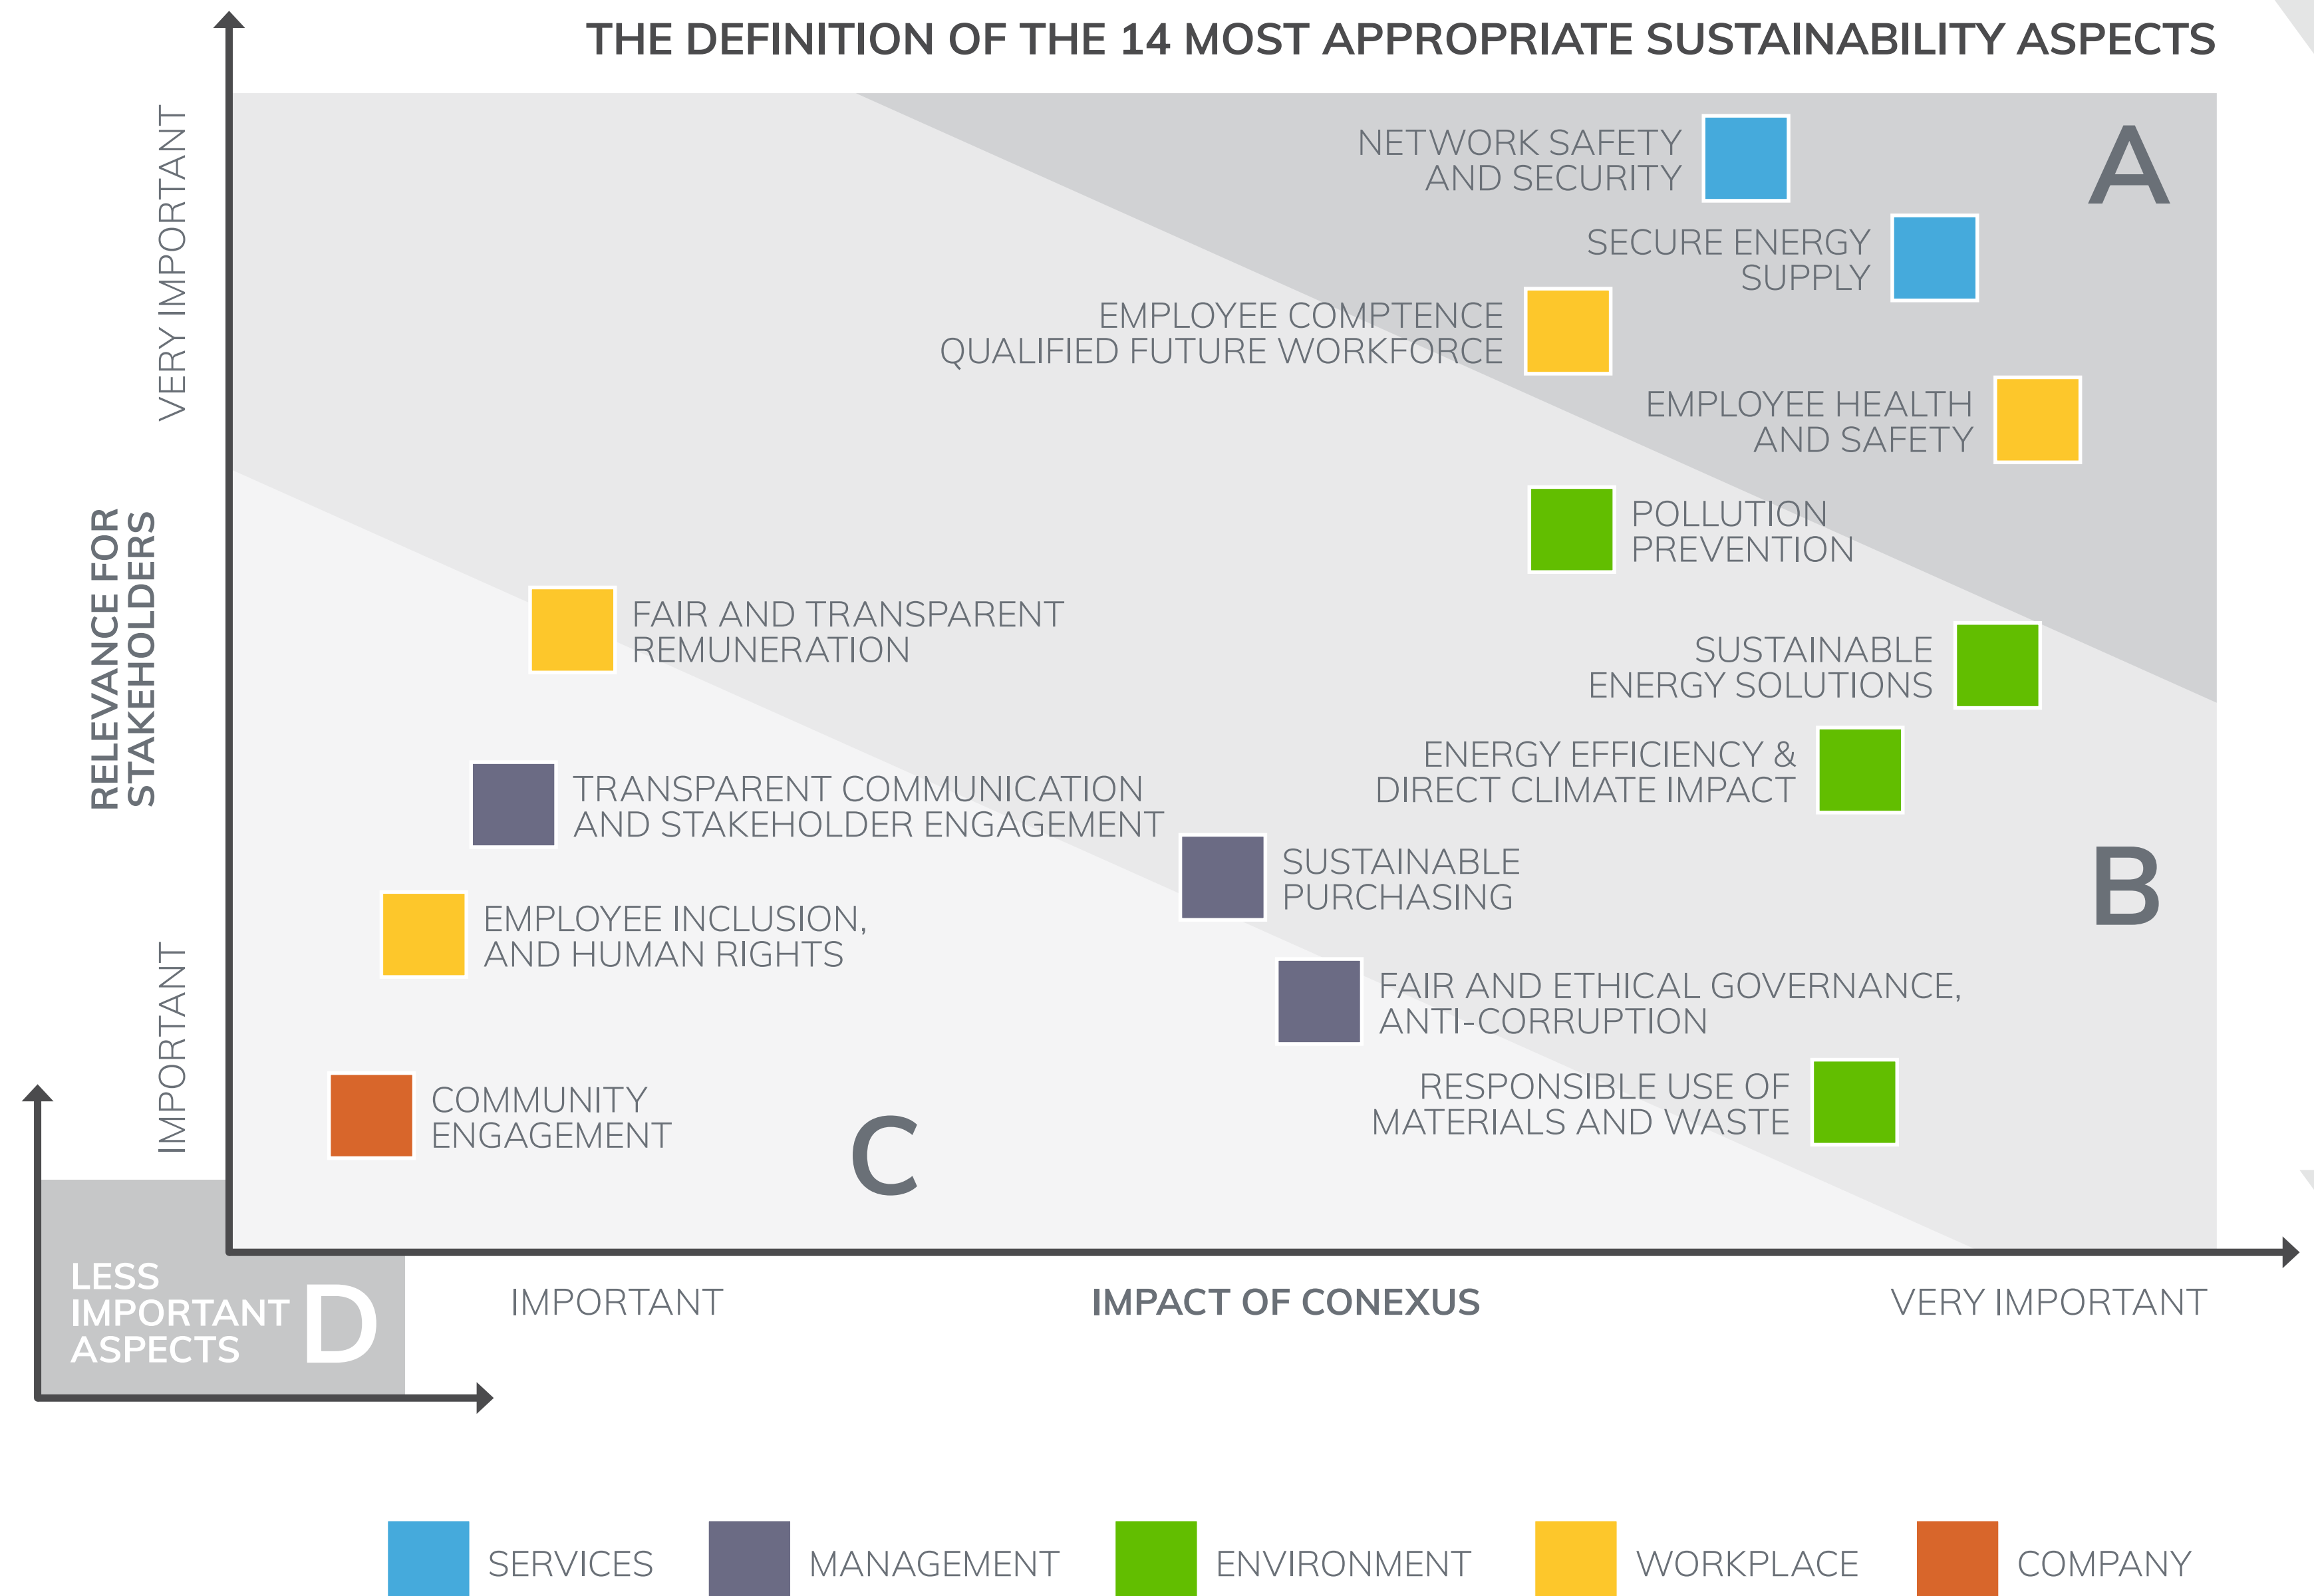 THE DEFINITION OF THE 14 MOST APPROPRIATE SUSTAINABILITY ASPECTS
VERY IMPORTANT
RELEVANCE FOR
STAKEHOLDERS
IMPORTANT
NETWORK SAFETY
AND SECURITY
A
SECURE ENERGY
SUPPLY
EMPLOYEE COMPTENCE
QUALIFIED FUTURE WORKFORCE
EMPLOYEE HEALTH
AND SAFETY
POLLUTION
PREVENTION
FAIR AND TRANSPARENT
REMUNERATION
SUSTAINABLE
ENERGY SOLUTIONS
ENERGY EFFICIENCY &
DIRECT CLIMATE IMPACT
TRANSPARENT COMMUNICATION
AND STAKEHOLDER ENGAGEMENT
SUSTAINABLE
PURCHASING
B
EMPLOYEE INCLUSION,
AND HUMAN RIGHTS
FAIR AND ETHICAL GOVERNANCE,
ANTI-CORRUPTION
RESPONSIBLE USE OF
MATERIALS AND WASTE
COMMUNITY
ENGAGEMENT
C
LESS
IMPORTANT
ASPECTS
D
IMPORTANT
IMPACT OF CONEXUS
VERY IMPORTANT
SERVICES
MANAGEMENT
ENVIRONMENT
WORKPLACE
COMPANY